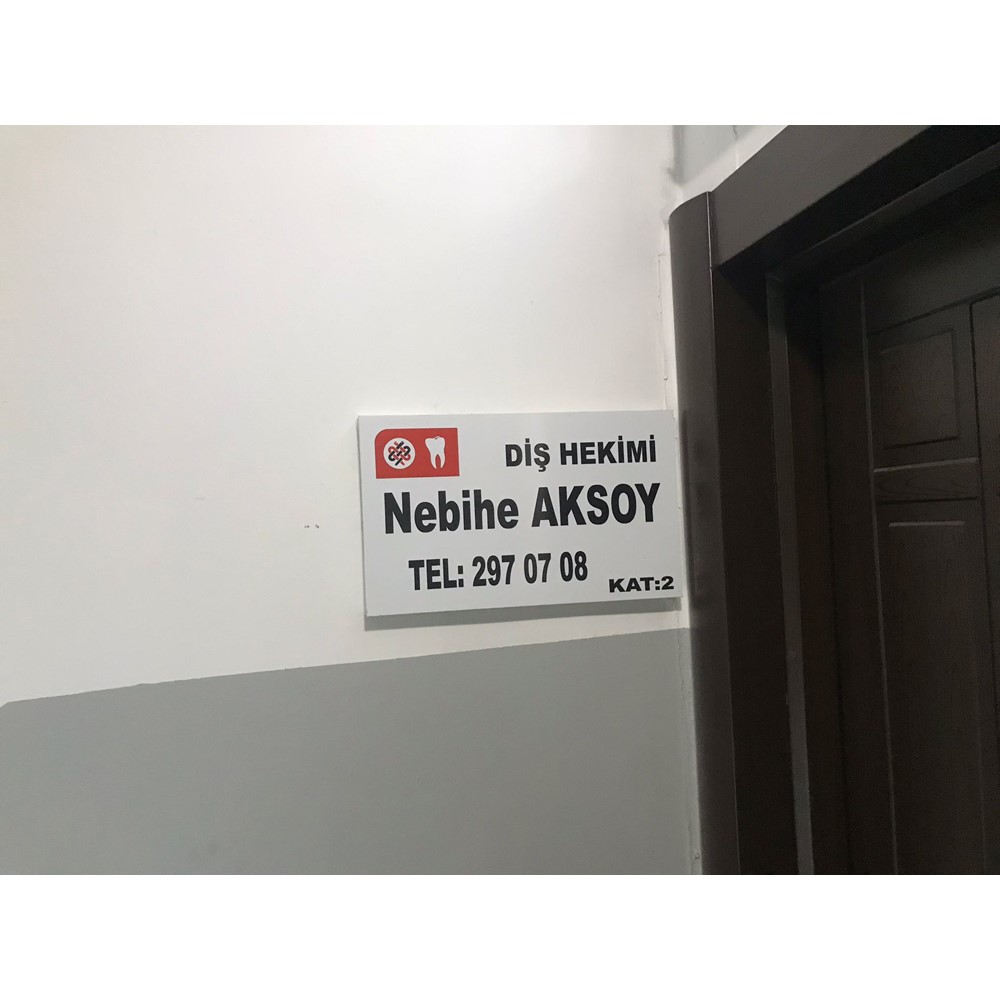 DİŞ HEKİMİ
Nebihe AKSOY
TEL: 297 07 08
KAT:2